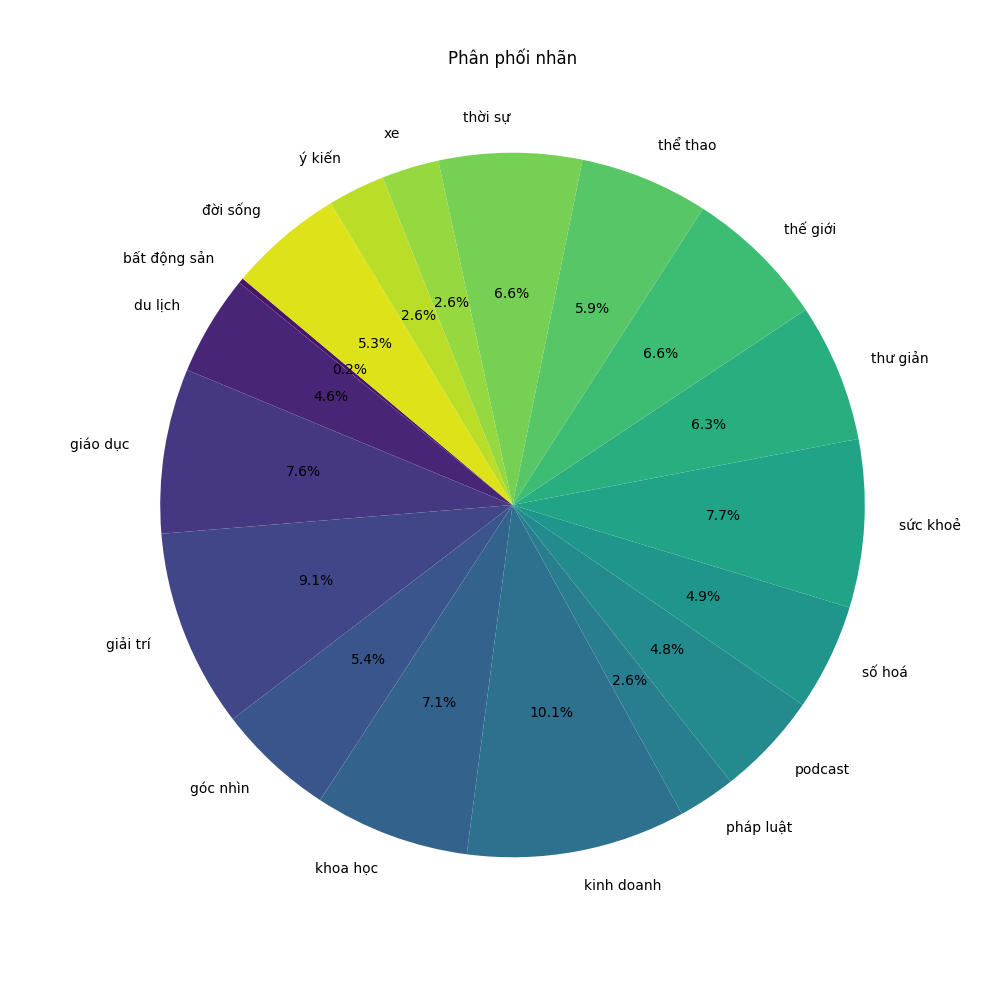 Phân phối nhãn
thời sự
xe
thể thao
ý kiến
đời sống
thế giới
bất động sản
du lịch
thư giản
giáo dục
sức khoẻ
giải trí
số hoá
góc nhìn
podcast
pháp luật
khoa học
kinh doanh
6.6%
2.6%
5.9%
2.6%
5.3%
6.6%
0.2%
4.6%
6.3%
7.6%
7.7%
9.1%
4.9%
5.4%
4.8%
2.6%
7.1%
10.1%